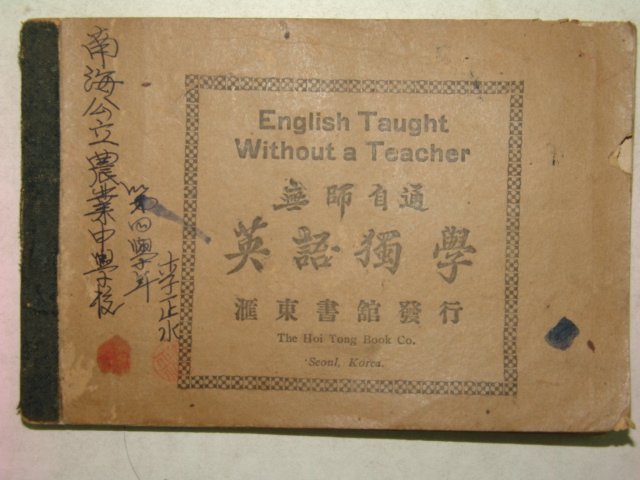 English Taught
Without a Teacher
無師自通
英語獨學
滙東書館發行
The Hoi Tong Book Co.
Seoul, Korea.
南海公立農業中學校
第四學年
李正水